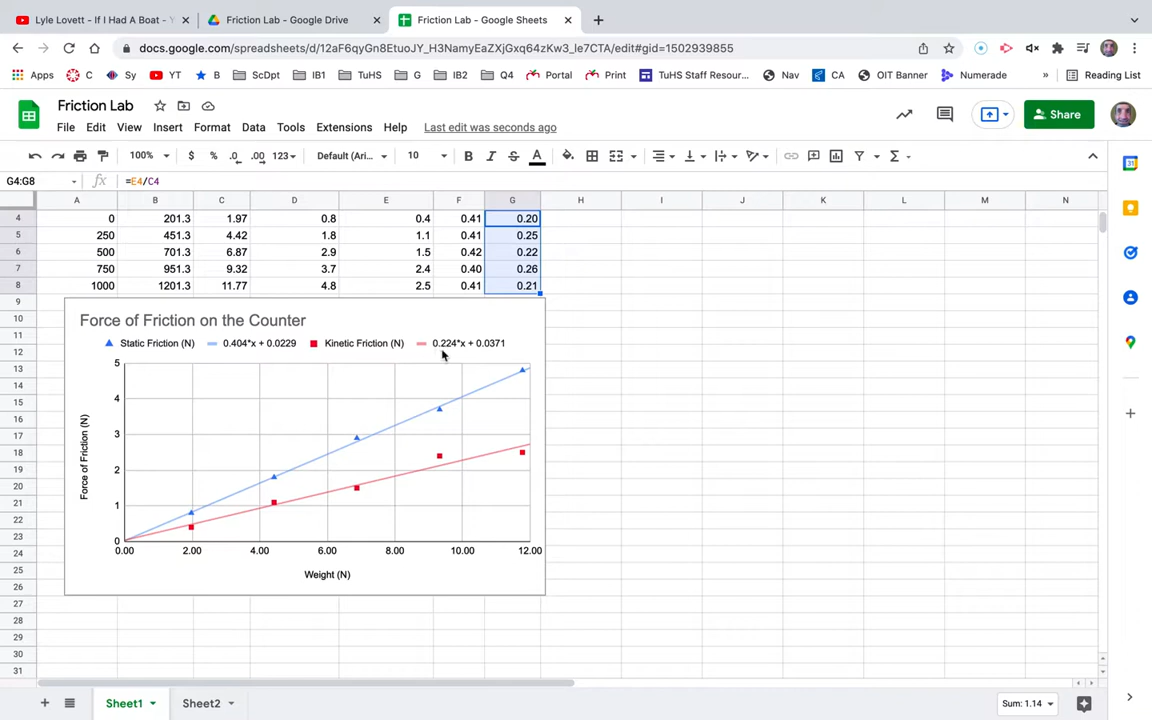 Lyle Lovett - If I Had A Boat - Y
Friction Lab - Google Drive
Friction Lab - Google Sheets
docs.google.com/spreadsheets/d/12aF6qyGn8EtuoJY_H3NamyEaZXjGxq64zKw3_le7CTA/edit#gid=1502939855
Apps C Sy YT B ScDpt IB1 TuHS G IB2 Q4 Portal Print TuHS Staff Resour... Nav CA OIT Banner Numerade » Reading List
Friction Lab
File Edit View Insert Format Data Tools Extensions Help Last edit was seconds ago
Share
100% $ % .0 .00 123 Default (Ari... 10 B I S A
G4:G8 fx =E4/C4
A B C D E F G H I J K L M N
4 0 201.3 1.97 0.8 0.4 0.41 0.20
5 250 451.3 4.42 1.8 1.1 0.41 0.25
6 500 701.3 6.87 2.9 1.5 0.42 0.22
7 750 951.3 9.32 3.7 2.4 0.40 0.26
8 1000 1201.3 11.77 4.8 2.5 0.41 0.21
9
10
11
12
13
14
15
16
17
18
19
20
21
22
23
24
25
26
27
28
29
30
31
Force of Friction on the Counter
Static Friction (N) 0.404*x + 0.0229 Kinetic Friction (N) 0.224*x + 0.0371
5
4
3
2
1
0
Force of Friction (N)
0.00 2.00 4.00 6.00 8.00 10.00 12.00
Weight (N)
Sheet1 Sheet2 Sum: 1.14